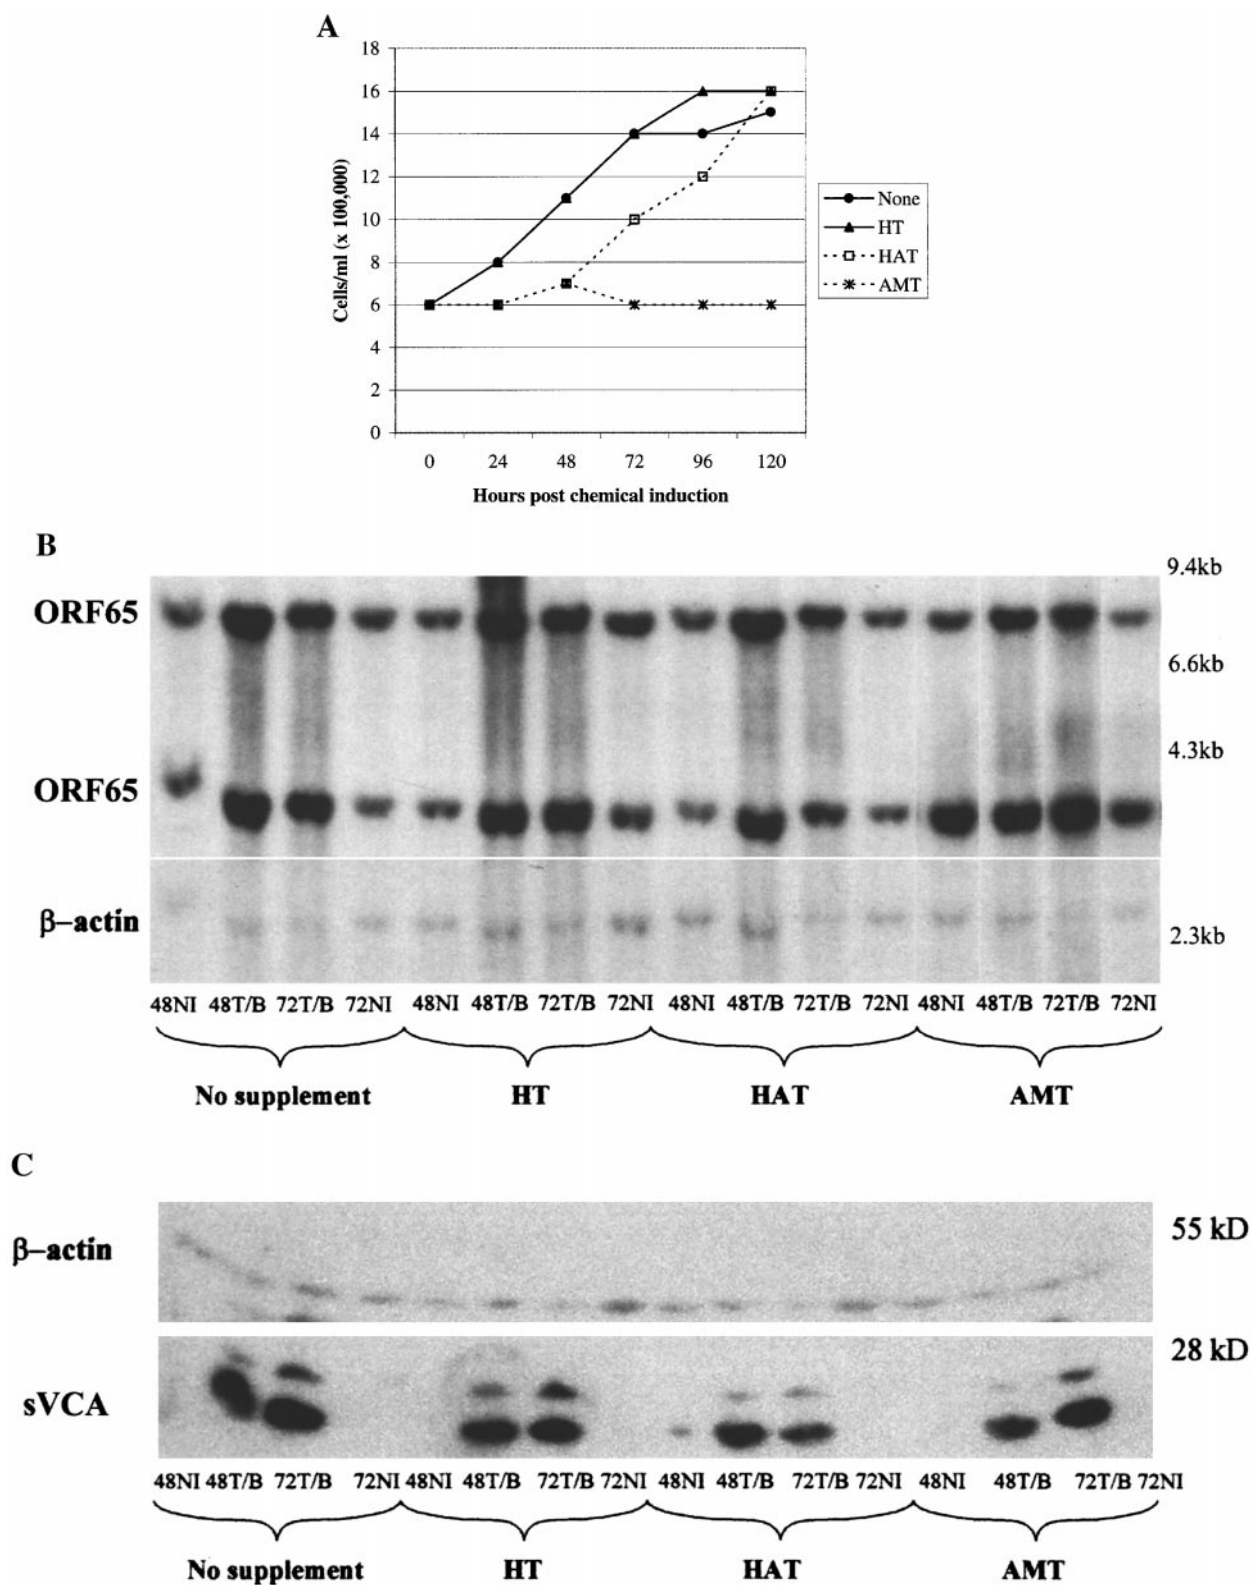 A
18
16
14
12
10
8
6
4
2
0
Cells/ml (x 100,000)
0 24 48 72 96 120
Hours post chemical induction
None
HT
HAT
AMT
B
ORF65
ORF65
β–actin
9.4kb
6.6kb
4.3kb
2.3kb
48NI 48T/B 72T/B 72NI 48NI 48T/B 72T/B 72NI 48NI 48T/B 72T/B 72NI 48NI 48T/B 72T/B 72NI
No supplement HT HAT AMT
C
β–actin
55 kD
28 kD
sVCA
48NI 48T/B 72T/B 72NI 48NI 48T/B 72T/B 72NI 48NI 48T/B 72T/B 72NI 48NI 48T/B 72T/B 72NI
No supplement HT HAT AMT